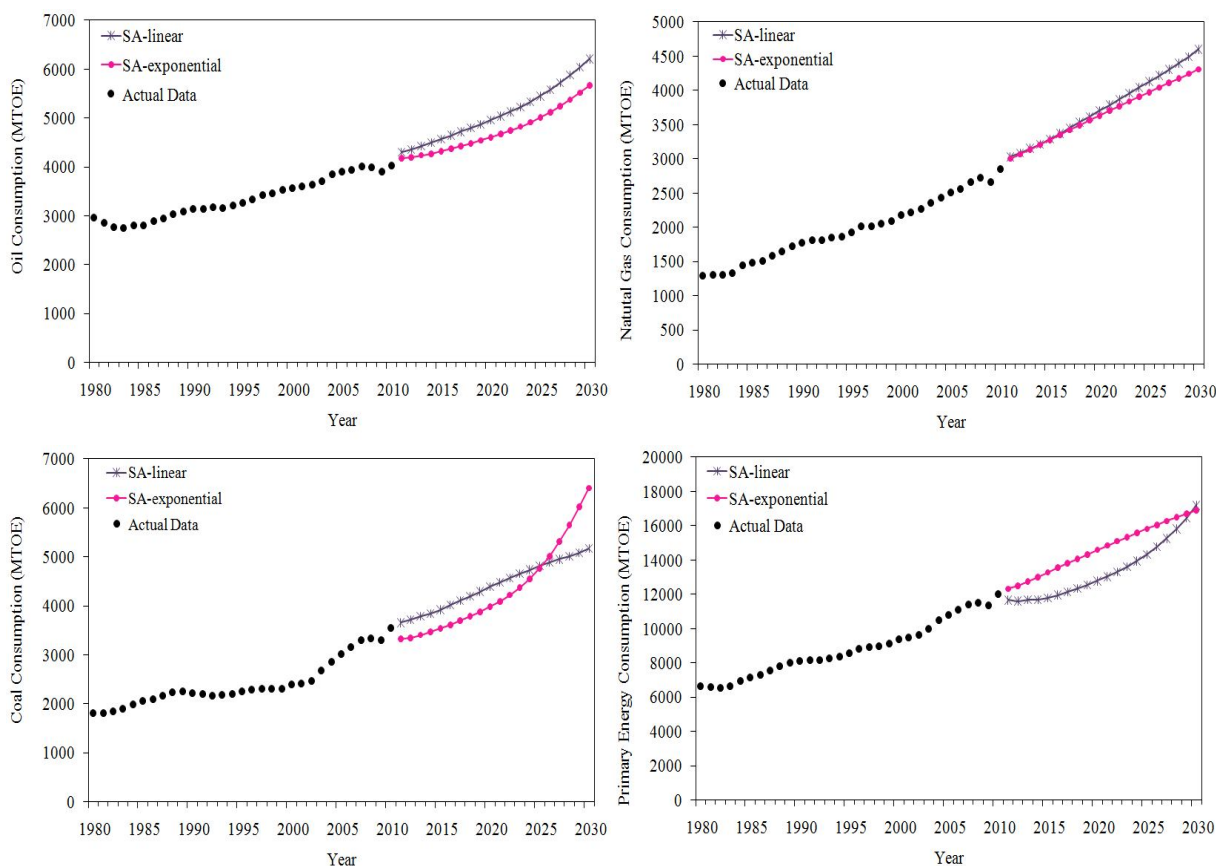 7000
6000
5000
4000
3000
2000
1000
0
Oil Consumption (MTOE)
SA-linear
SA-exponential
Actual Data
1980 1985 1990 1995 2000 2005 2010 2015 2020 2025 2030
Year
5000
4500
4000
3500
3000
2500
2000
1500
1000
500
0
Natutal Gas Consumption (MTOE)
SA-linear
SA-exponential
Actual Data
1980 1985 1990 1995 2000 2005 2010 2015 2020 2025 2030
Year
7000
6000
5000
4000
3000
2000
1000
0
Coal Consumption (MTOE)
SA-linear
SA-exponential
Actual Data
1980 1985 1990 1995 2000 2005 2010 2015 2020 2025 2030
Year
20000
18000
16000
14000
12000
10000
8000
6000
4000
2000
0
Primary Energy Consumption (MTOE)
SA-linear
SA-exponential
Actual Data
1980 1985 1990 1995 2000 2005 2010 2015 2020 2025 2030
Year